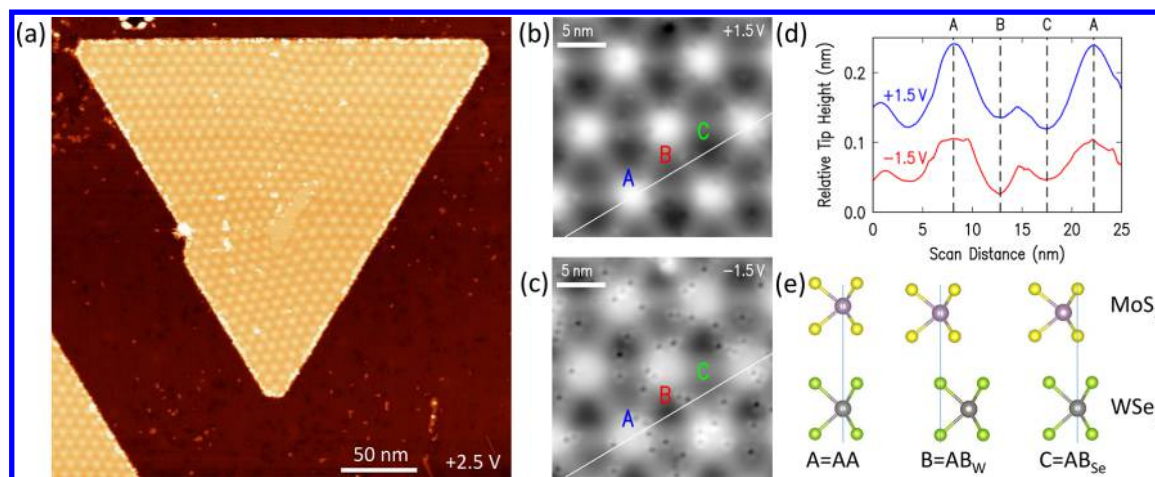 (a)
50 nm
+2.5 V
(b)
5 nm
+1.5 V
A
B
C
(c)
5 nm
−1.5 V
A
B
C
(d)
A B C A
Relative Tip Height (nm)
0.2
0.1
0.0
+1.5 V
−1.5 V
0 5 10 15 20 25
Scan Distance (nm)
(e)
MoS
WSe
A=AA B=AB_W C=AB_Se